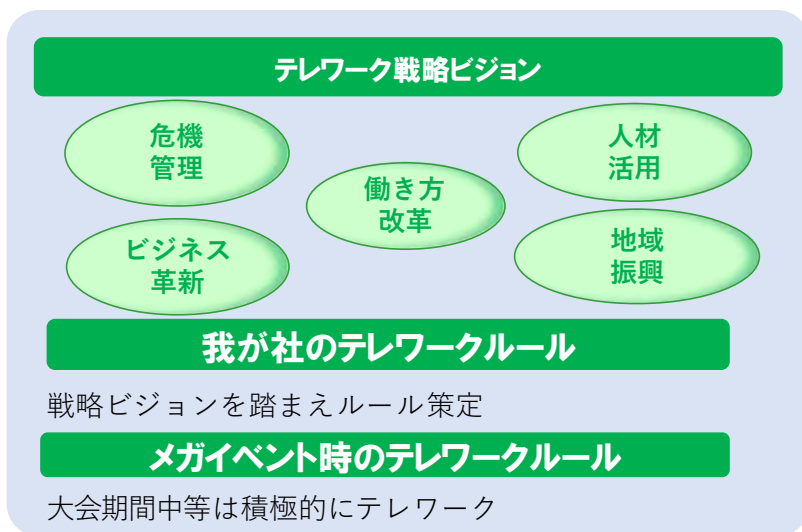 テレワーク戦略ビジョン
危機
管理
人材
活用
働き方
改革
ビジネス
革新
地域
振興
我が社のテレワークルール
戦略ビジョンを踏まえルール策定
メガイベント時のテレワークルール
大会期間中等は積極的にテレワーク